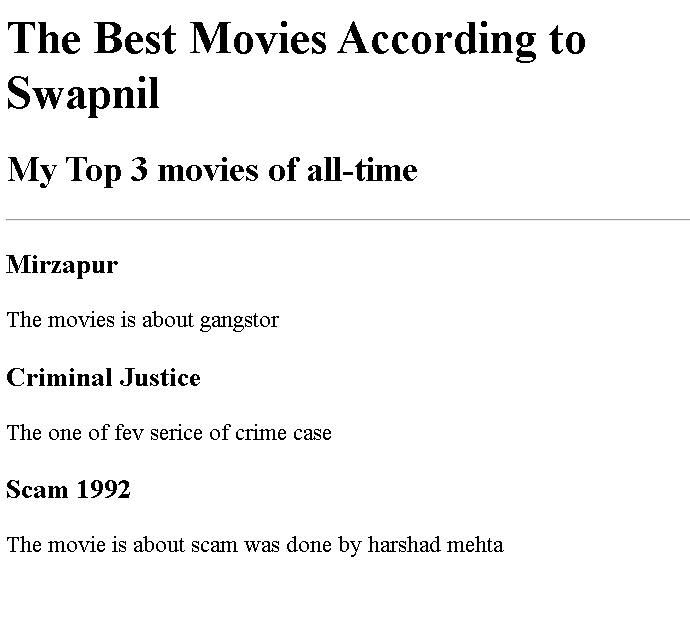 The Best Movies According to
Swapnil
My Top 3 movies of all-time
Mirzapur
The movies is about gangstor
Criminal Justice
The one of fev serice of crime case
Scam 1992
The movie is about scam was done by harshad mehta